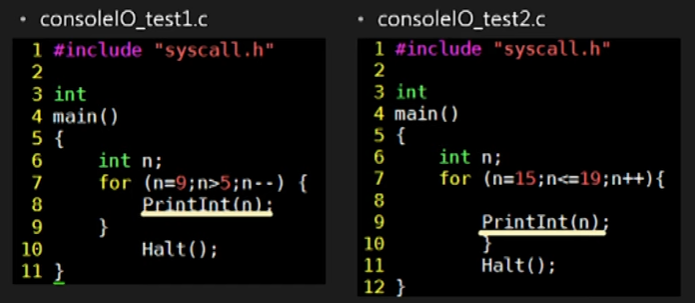 • consoleIO_test1.c
1 #include "syscall.h"
2
3 int
4 main()
5 {
6 int n;
7 for (n=9;n>5;n--) {
8 PrintInt(n);
9 }
10 Halt();
11 }
• consoleIO_test2.c
1 #include "syscall.h"
2
3 int
4 main()
5 {
6 int n;
7 for (n=15;n<=19;n++){
8
9 PrintInt(n);
10 }
11 Halt();
12 }